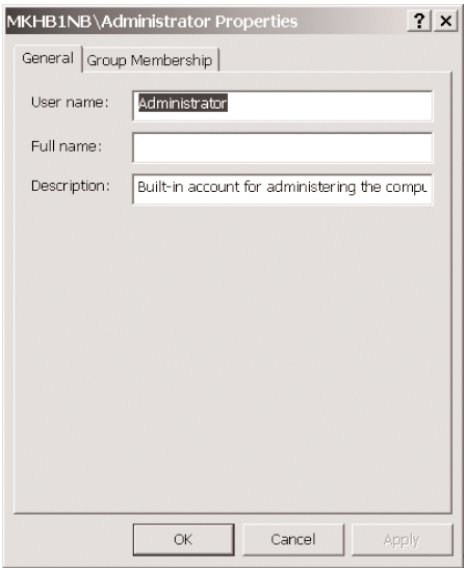 MKHB1NB\Administrator Properties
General Group Membership
User name: Administrator
Full name:
Description: Built-in account for administering the compu
OK Cancel Apply